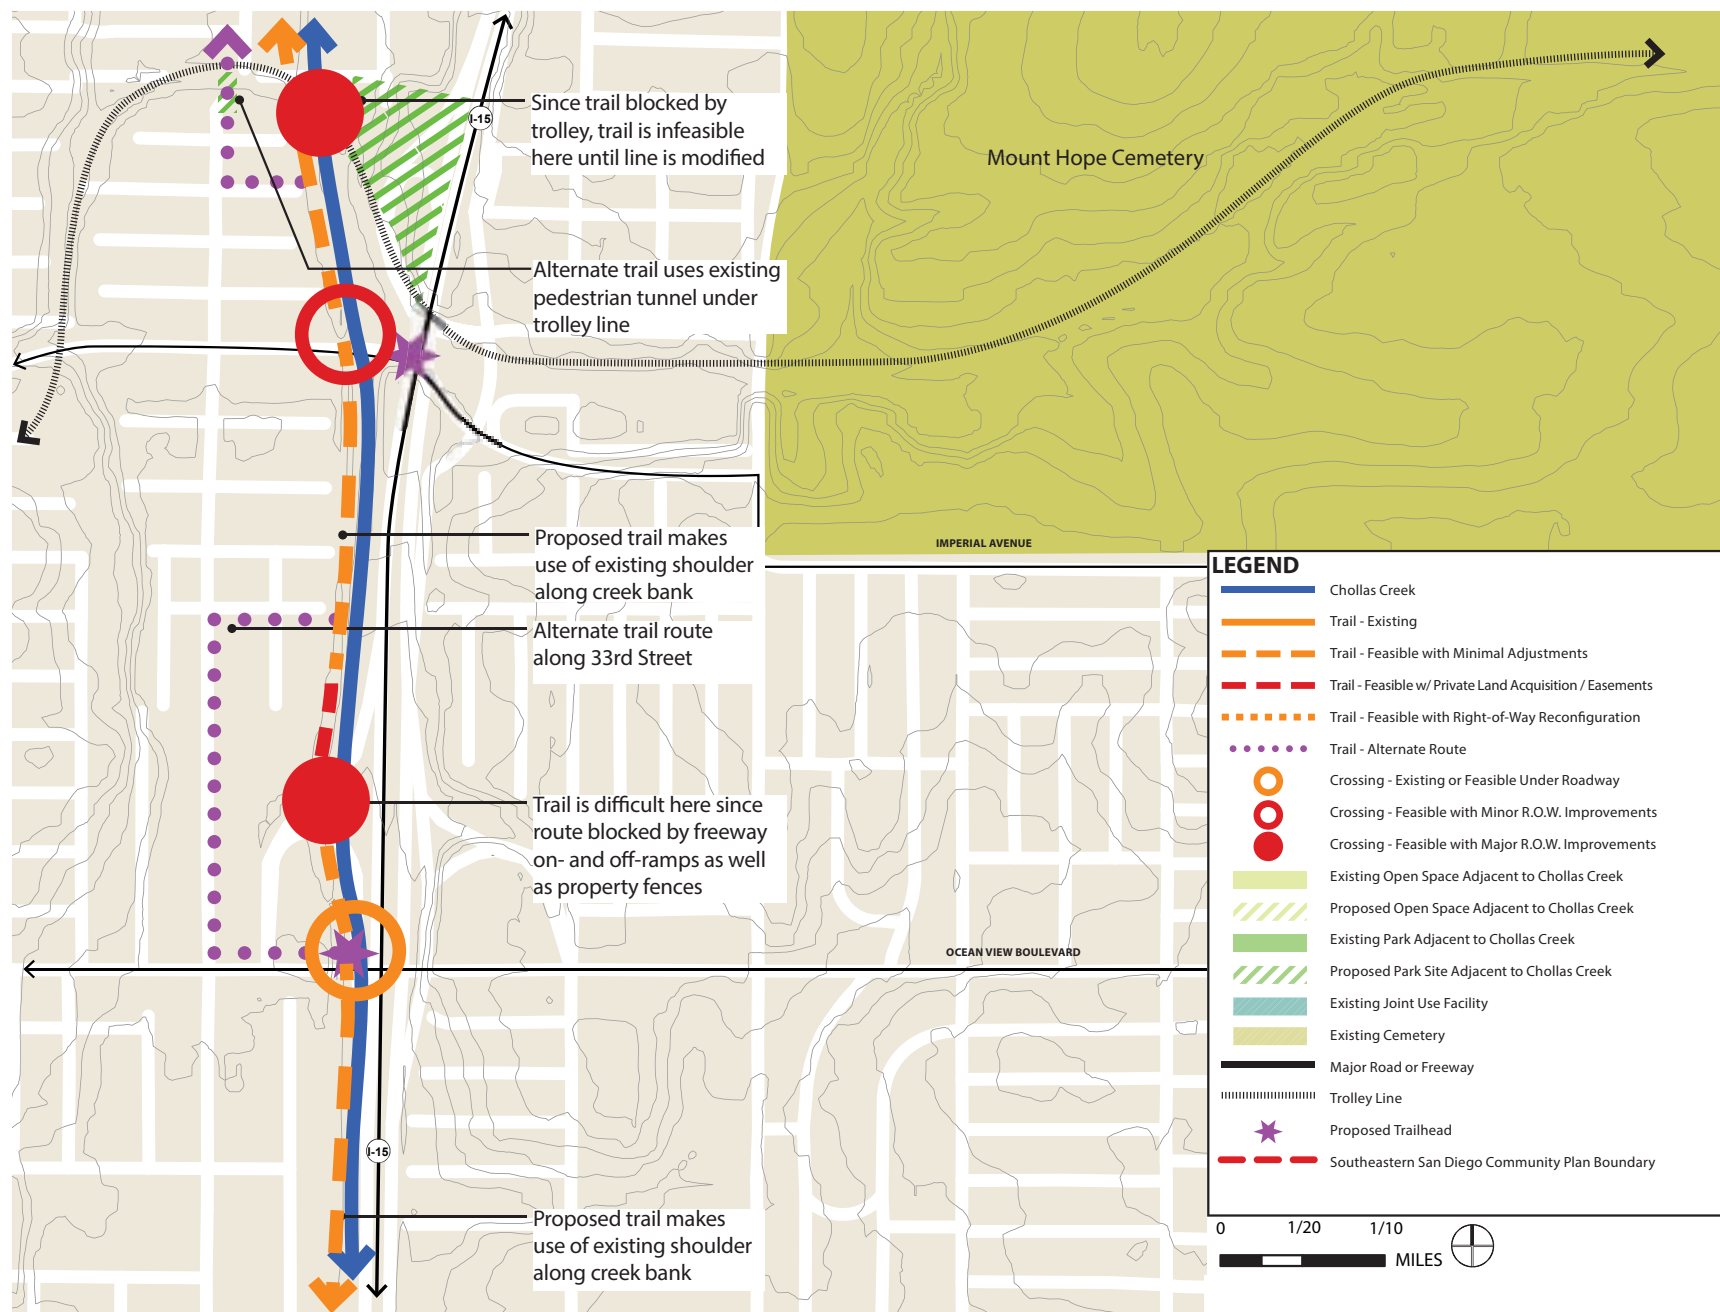 Since trail blocked by
trolley, trail is infeasible
here until line is modified
I-15
Mount Hope Cemetery
Alternate trail uses existing
pedestrian tunnel under
trolley line
Proposed trail makes
use of existing shoulder
along creek bank
IMPERIAL AVENUE
Alternate trail route
along 33rd Street
Trail is difficult here since
route blocked by freeway
on- and off-ramps as well
as property fences
OCEAN VIEW BOULEVARD
I-15
Proposed trail makes
use of existing shoulder
along creek bank
LEGEND
Chollas Creek
Trail - Existing
Trail - Feasible with Minimal Adjustments
Trail - Feasible w/ Private Land Acquisition / Easements
Trail - Feasible with Right-of-Way Reconfiguration
Trail - Alternate Route
Crossing - Existing or Feasible Under Roadway
Crossing - Feasible with Minor R.O.W. Improvements
Crossing - Feasible with Major R.O.W. Improvements
Existing Open Space Adjacent to Chollas Creek
Proposed Open Space Adjacent to Chollas Creek
Existing Park Adjacent to Chollas Creek
Proposed Park Site Adjacent to Chollas Creek
Existing Joint Use Facility
Existing Cemetery
Major Road or Freeway
Trolley Line
Proposed Trailhead
Southeastern San Diego Community Plan Boundary
0 1/20 1/10
MILES